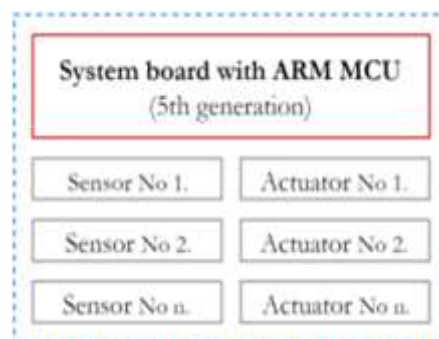 System board with ARM MCU
(5th generation)
Sensor No 1.
Actuator No 1.
Sensor No 2.
Actuator No 2.
Sensor No n.
Actuator No n.